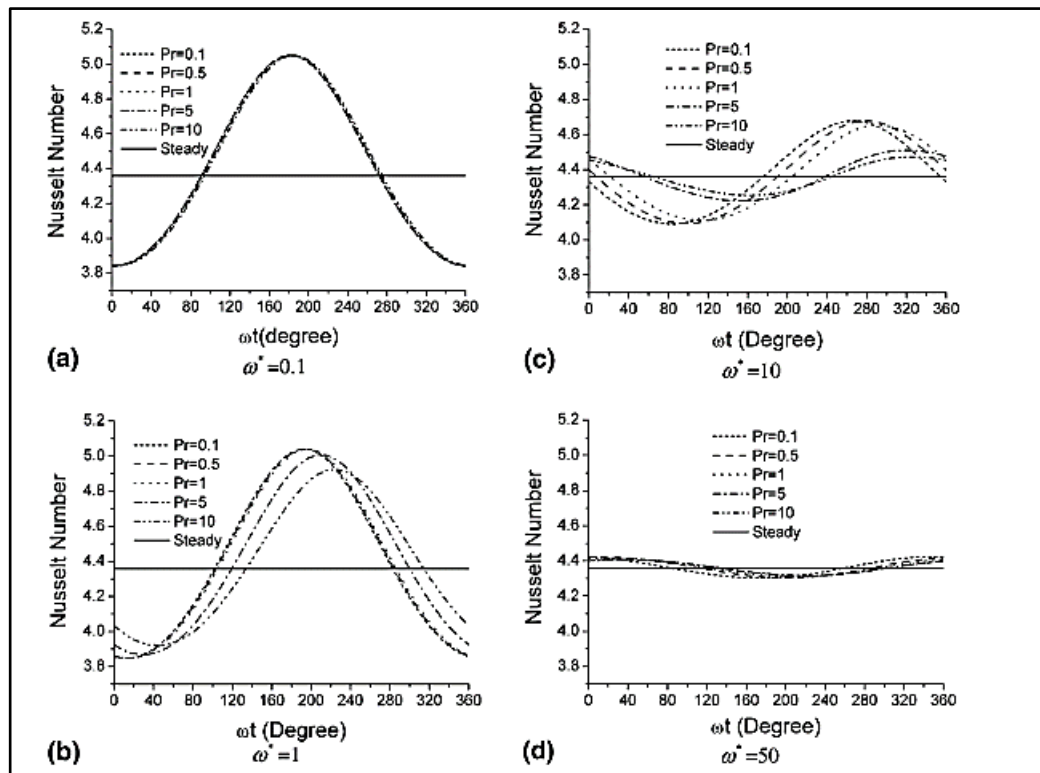 5.2
5.0
4.8
4.6
4.4
4.2
4.0
3.8
Nusselt Number
Pr=0.1
Pr=0.5
Pr=1
Pr=5
Pr=10
Steady
0 40 80 120 160 200 240 280 320 360
ωt(degree)
(a)
ω*=0.1
5.2
5.0
4.8
4.6
4.4
4.2
4.0
3.8
Nusselt Number
Pr=0.1
Pr=0.5
Pr=1
Pr=5
Pr=10
Steady
0 40 80 120 160 200 240 280 320 360
ωt (Degree)
(c)
ω*=10
5.2
5.0
4.8
4.6
4.4
4.2
4.0
3.8
Nusselt Number
Pr=0.1
Pr=0.5
Pr=1
Pr=5
Pr=10
Steady
0 40 80 120 160 200 240 280 320 360
ωt (Degree)
(b)
ω*=1
5.2
5.0
4.8
4.6
4.4
4.2
4.0
3.8
Nusselt Number
Pr=0.1
Pr=0.5
Pr=1
Pr=5
Pr=10
Steady
0 40 80 120 160 200 240 280 320 360
ωt (Degree)
(d)
ω*=50